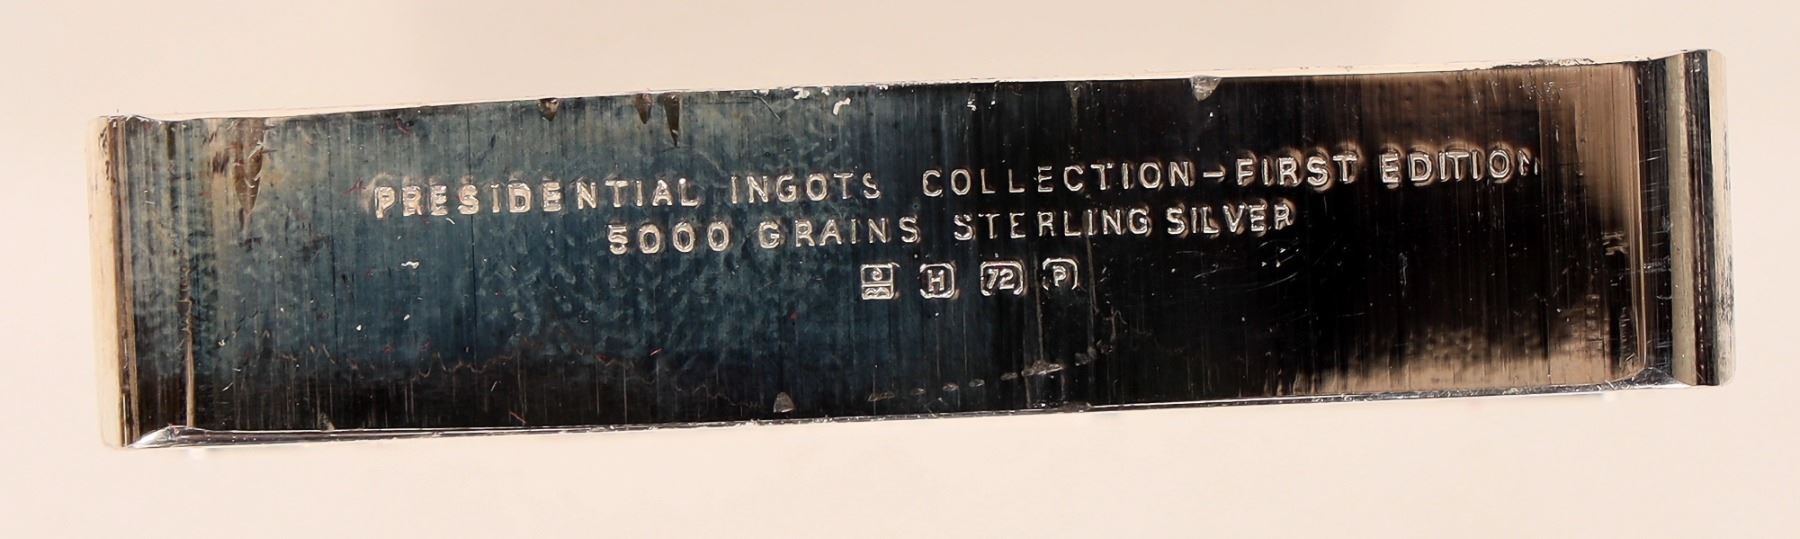 PRESIDENTIAL INGOTS COLLECTION-FIRST EDITION
5000 GRAINS STERLING SILVER
H 72 P